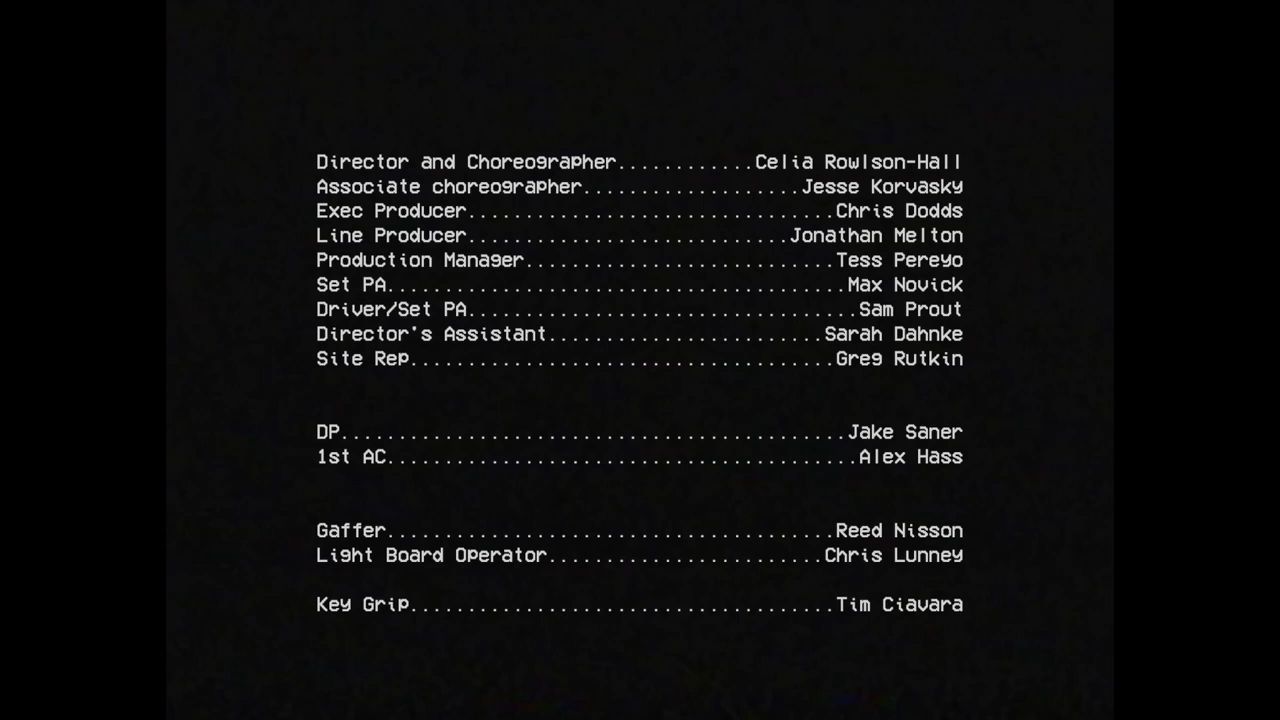 Director and Choreographer............Celia Rowlson-Hall
Associate choreographer...................Jesse Korvasky
Exec Producer................................Chris Dodds
Line Producer............................Jonathan Melton
Production Manager...........................Tess Pereyo
Set PA........................................Max Novick
Driver/Set PA..................................Sam Prout
Director's Assistant........................Sarah Dahnke
Site Rep.....................................Greg Rutkin
DP............................................Jake Saner
1st AC.........................................Alex Hass
Gaffer.......................................Reed Nisson
Light Board Operator........................Chris Lunney
Key Grip.....................................Tim Ciavara